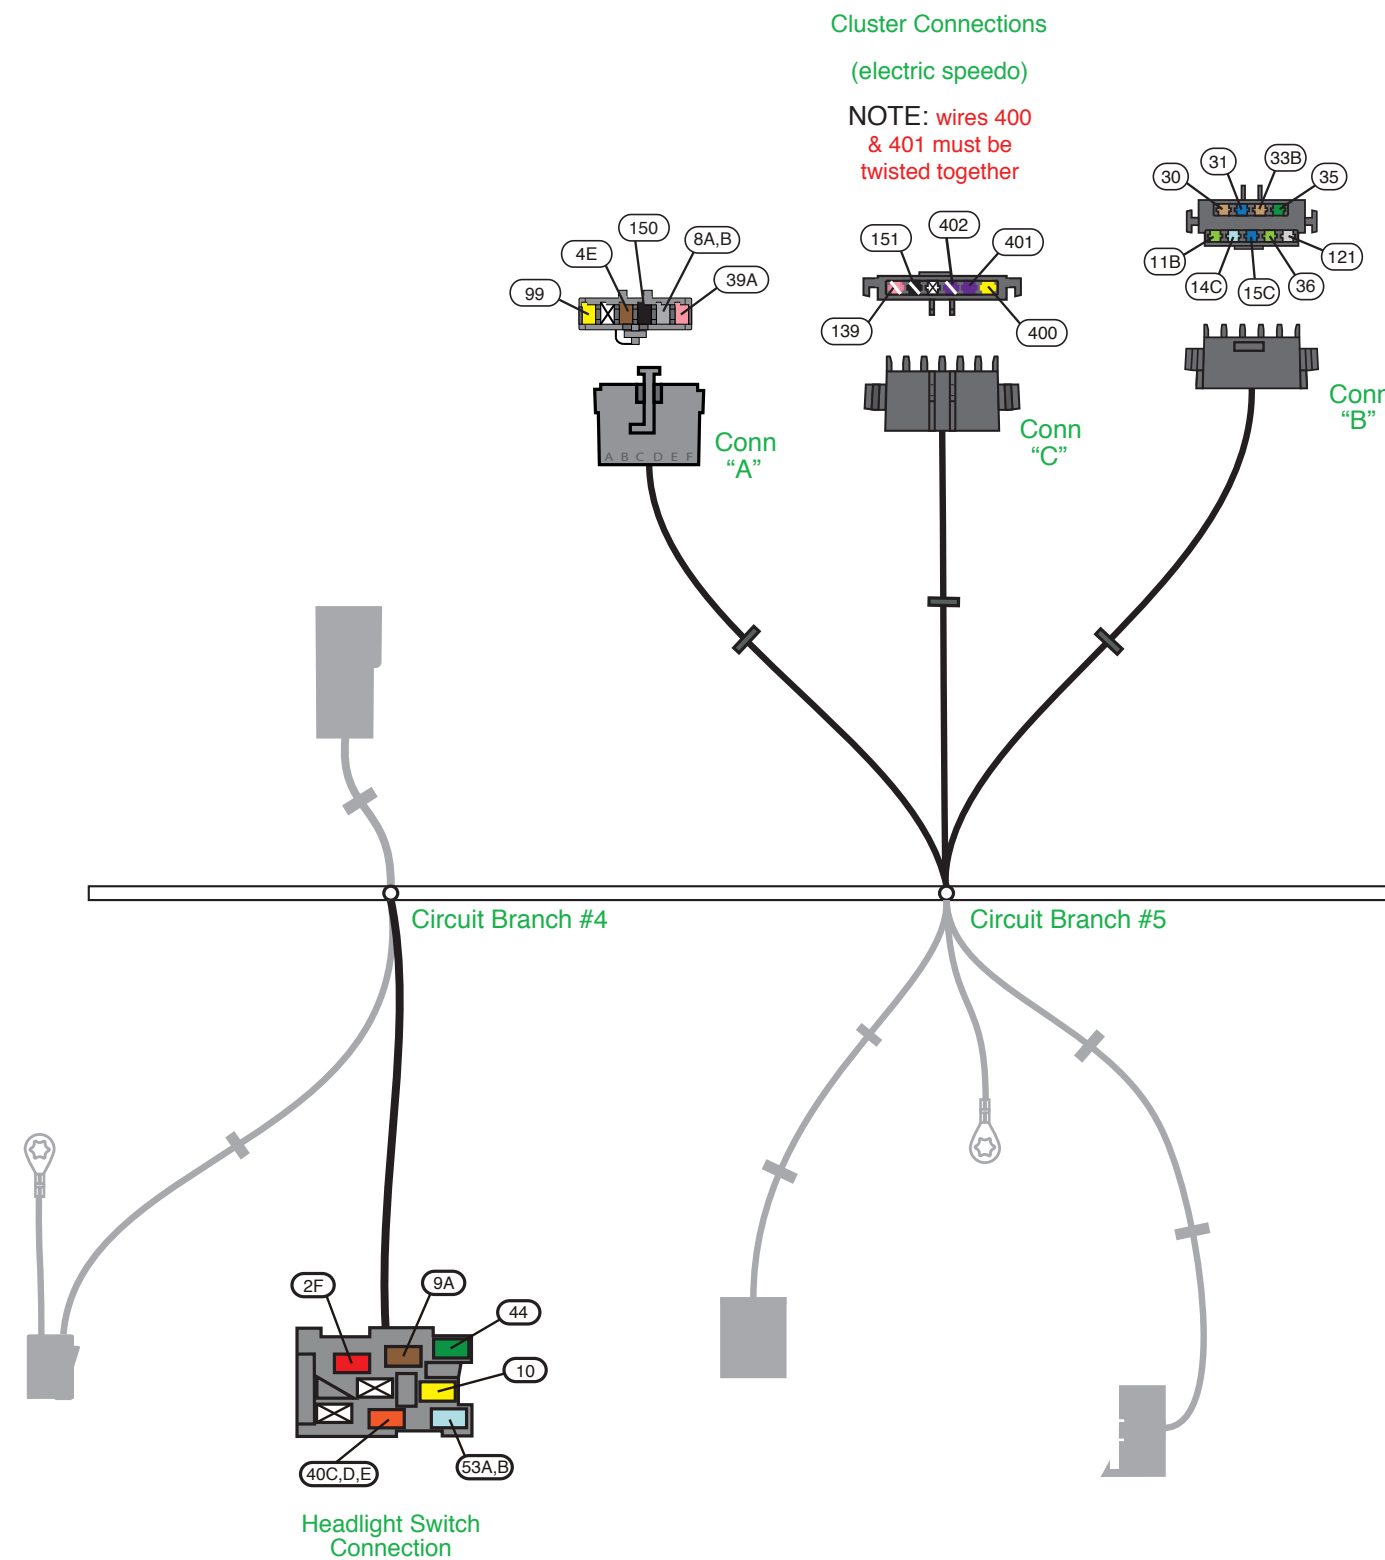 Cluster Connections
(electric speedo)
NOTE: wires 400
& 401 must be
twisted together
30
31
33B
35
11B
14C
15C
36
121
99
4E
150
8A,B
39A
151
402
401
139
400
A B C D E F
Conn
“A”
Conn
“C”
Conn
“B”
Circuit Branch #4
Circuit Branch #5
2F
9A
44
10
40C,D,E
53A,B
Headlight Switch
Connection